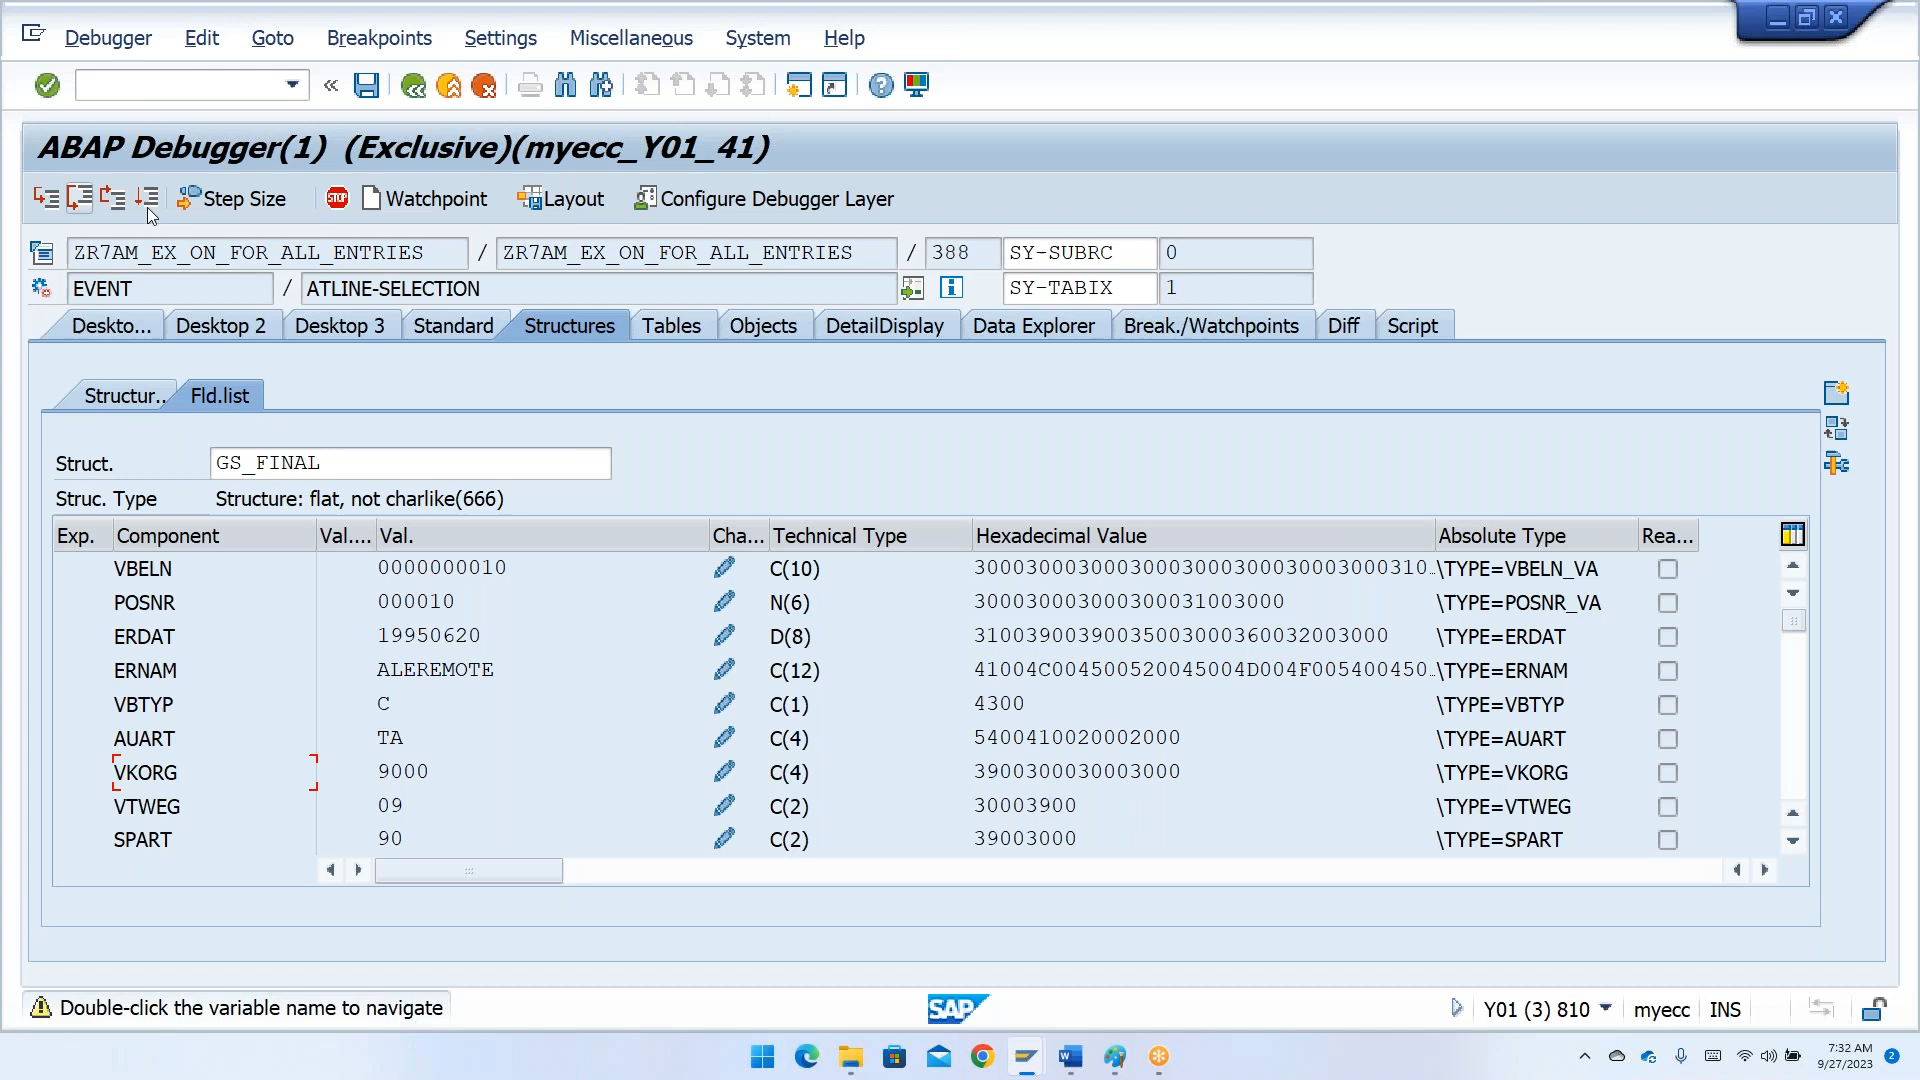 Debugger Edit Goto Breakpoints Settings Miscellaneous System Help
ABAP Debugger(1) (Exclusive)(myecc_Y01_41)
Step Size STOP Watchpoint Layout Configure Debugger Layer
ZR7AM_EX_ON_FOR_ALL_ENTRIES / ZR7AM_EX_ON_FOR_ALL_ENTRIES / 388 SY-SUBRC 0
EVENT / ATLINE-SELECTION SY-TABIX 1
Deskto... Desktop 2 Desktop 3 Standard Structures Tables Objects DetailDisplay Data Explorer Break./Watchpoints Diff Script
Structur.. Fld.list
Struct. GS_FINAL
Struc. Type Structure: flat, not charlike(666)
Exp. Component Val.... Val. Cha... Technical Type Hexadecimal Value Absolute Type Rea...
VBELN 0000000010 C(10) 300030003000300030003000300030003100… \TYPE=VBELN_VA
POSNR 000010 N(6) 300030003000300031003000 \TYPE=POSNR_VA
ERDAT 19950620 D(8) 31003900390035003000360032003000 \TYPE=ERDAT
ERNAM ALEREMOTE C(12) 41004C004500520045004D004F005400450… \TYPE=ERNAM
VBTYP C C(1) 4300 \TYPE=VBTYP
AUART TA C(4) 5400410020002000 \TYPE=AUART
VKORG 9000 C(4) 3900300030003000 \TYPE=VKORG
VTWEG 09 C(2) 30003900 \TYPE=VTWEG
SPART 90 C(2) 39003000 \TYPE=SPART
Double-click the variable name to navigate SAP Y01 (3) 810 myecc INS
7:32 AM
9/27/2023 2